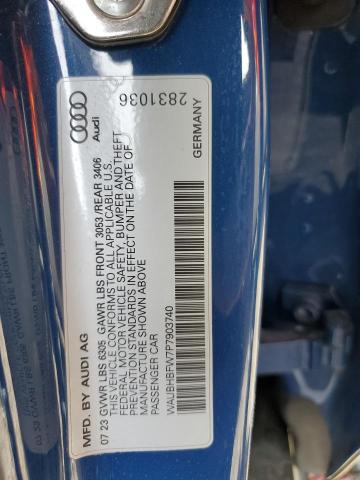 Audi
2831036
MFD. BY AUDI AG
GERMANY
07 23 GVWR LBS 6305 / GAWR LBS FRONT 3053 /REAR 3406
THIS VEHICLE CONFORMS TO ALL APPLICABLE U.S.
FEDERAL MOTOR VEHICLE SAFETY, BUMPER AND THEFT
PREVENTION STANDARDS IN EFFECT ON THE DATE OF
MANUFACTURE SHOWN ABOVE
PASSENGER CAR
WAUBHBFW7P7903740